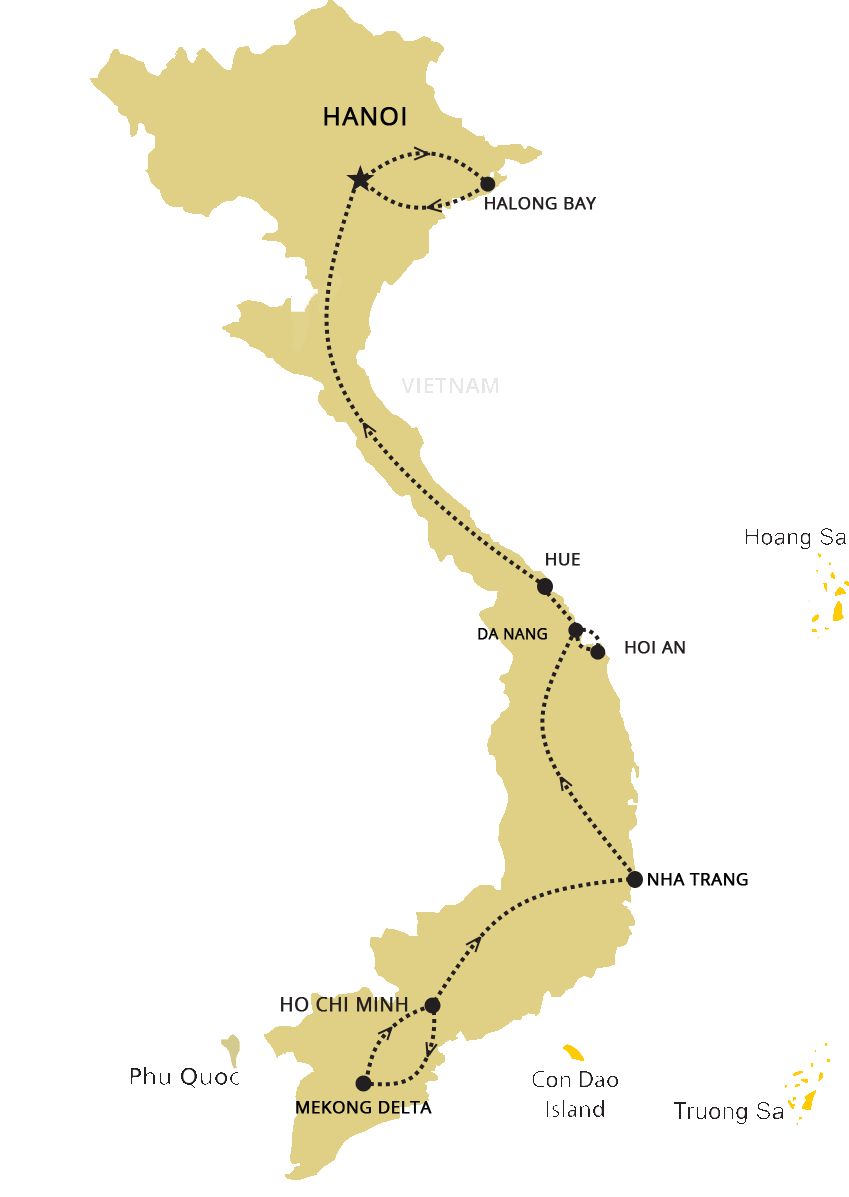 HANOI
HALONG BAY
VIETNAM
Hoang Sa
HUE
DA NANG
HOI AN
NHA TRANG
HO CHI MINH
Phu Quoc
MEKONG DELTA
Con Dao
Island
Truong Sa